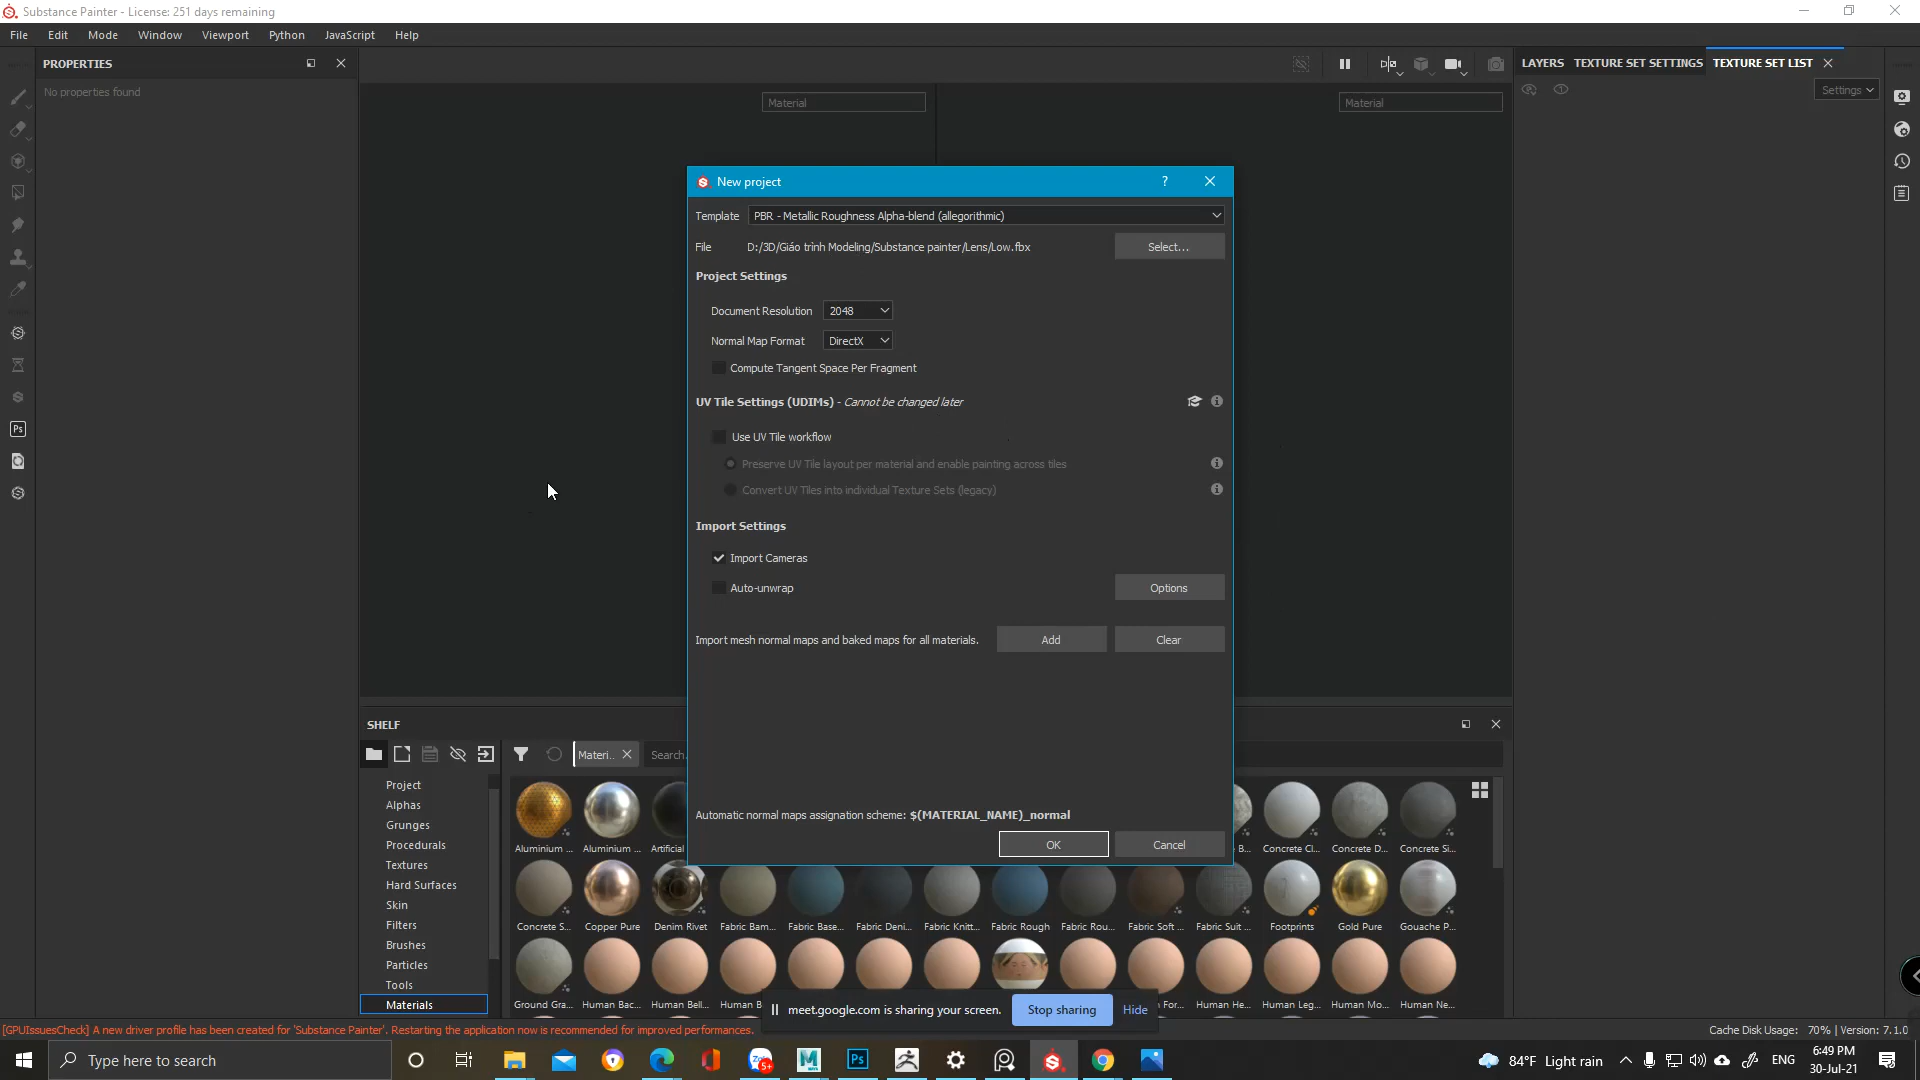 Substance Painter - License: 251 days remaining
File Edit Mode Window Viewport Python JavaScript Help
PROPERTIES
No properties found
Material
Material
LAYERS TEXTURE SET SETTINGS TEXTURE SET LIST
Settings
New project
?
Template PBR - Metallic Roughness Alpha-blend (allegorithmic)
File D:/3D/Giáo trình Modeling/Substance painter/Lens/Low.fbx Select...
Project Settings
Document Resolution 2048
Normal Map Format DirectX
Compute Tangent Space Per Fragment
UV Tile Settings (UDIMs) - Cannot be changed later
Use UV Tile workflow
Preserve UV Tile layout per material and enable painting across tiles
Convert UV Tiles into individual Texture Sets (legacy)
Import Settings
Import Cameras
Auto-unwrap Options
Import mesh normal maps and baked maps for all materials. Add Clear
Automatic normal maps assignation scheme: $(MATERIAL_NAME)_normal
OK Cancel
SHELF
Materi.. Search.
Project
Alphas
Grunges
Procedurals
Textures
Hard Surfaces
Skin
Filters
Brushes
Particles
Tools
Materials
Aluminium ... Aluminium ... Artificial B... Concrete Cl... Concrete D... Concrete Si...
Concrete S... Copper Pure Denim Rivet Fabric Bam... Fabric Base... Fabric Deni... Fabric Knitt... Fabric Rough Fabric Rou... Fabric Soft ... Fabric Suit ... Footprints Gold Pure Gouache P...
Ground Gra... Human Bac... Human Bell... Human B For... Human He... Human Leg... Human Mo... Human Ne...
meet.google.com is sharing your screen. Stop sharing Hide
[GPUIssuesCheck] A new driver profile has been created for 'Substance Painter'. Restarting the application now is recommended for improved performances.
Cache Disk Usage: 70% | Version: 7.1.0
Type here to search
Ps
Ps
84°F Light rain
ENG
6:49 PM
30-Jul-21